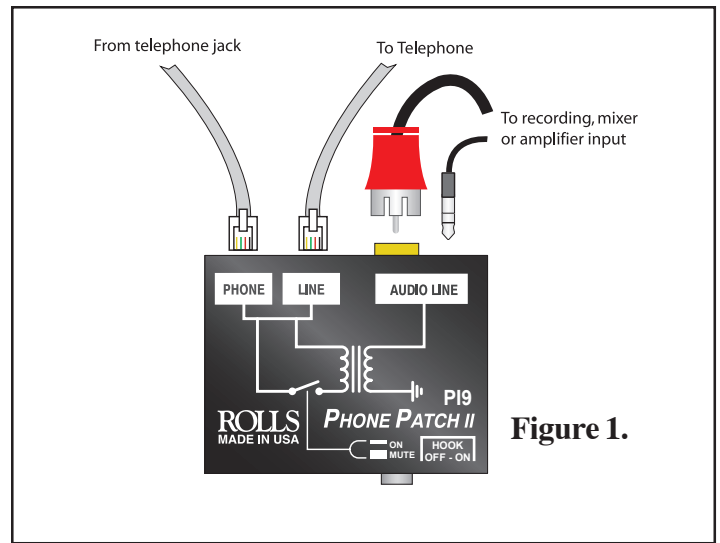 From telephone jack
To Telephone
To recording, mixer
or amplifier input
PHONE
LINE
AUDIO LINE
PI9
ROLLS
PHONE PATCH II
MADE IN USA
ON
MUTE
HOOK
OFF - ON
Figure 1.